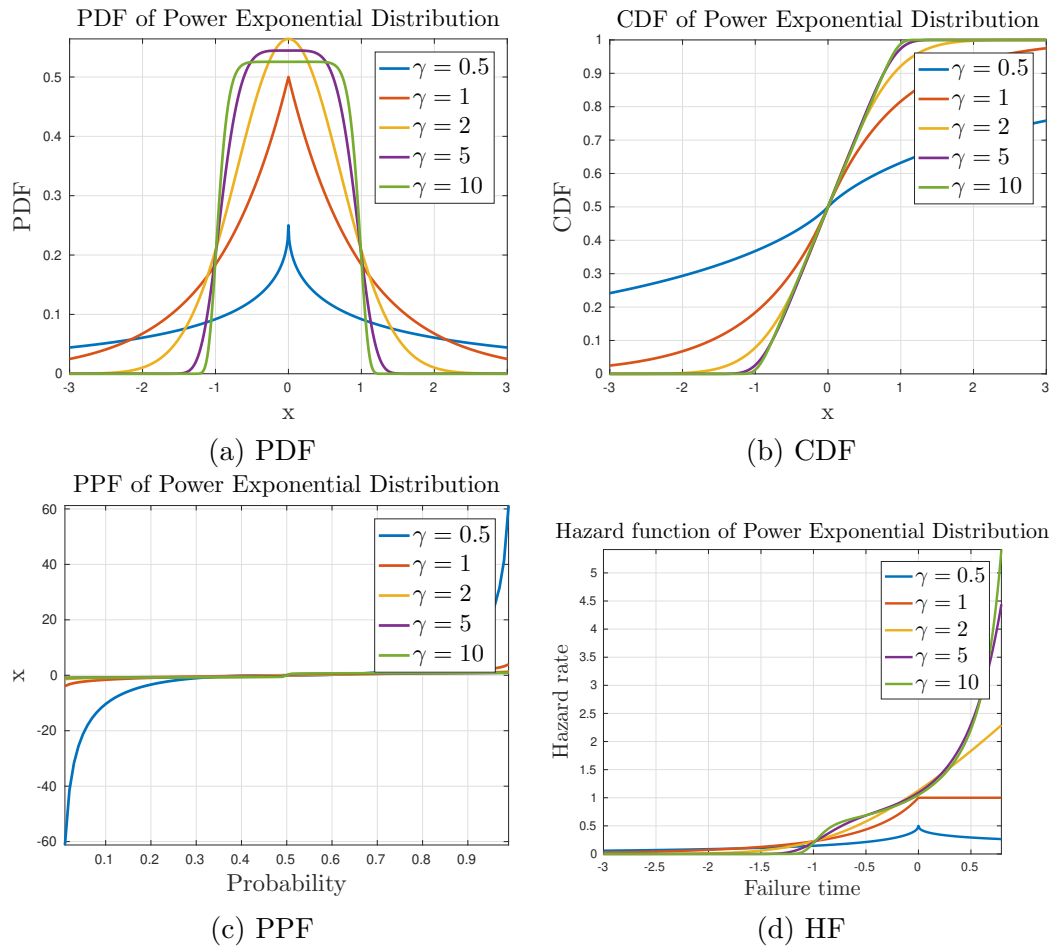 PDF of Power Exponential Distribution
PDF
0.5
0.4
0.3
0.2
0.1
0
γ = 0.5
γ = 1
γ = 2
γ = 5
γ = 10
-3 -2 -1 0 1 2 3
x
(a) PDF
CDF of Power Exponential Distribution
CDF
1
0.9
0.8
0.7
0.6
0.5
0.4
0.3
0.2
0.1
0
γ = 0.5
γ = 1
γ = 2
γ = 5
γ = 10
-3 -2 -1 0 1 2 3
x
(b) CDF
PPF of Power Exponential Distribution
x
60
40
20
0
-20
-40
-60
γ = 0.5
γ = 1
γ = 2
γ = 5
γ = 10
0.1 0.2 0.3 0.4 0.5 0.6 0.7 0.8 0.9
Probability
(c) PPF
Hazard function of Power Exponential Distribution
Hazard rate
5
4.5
4
3.5
3
2.5
2
1.5
1
0.5
0
γ = 0.5
γ = 1
γ = 2
γ = 5
γ = 10
-3 -2.5 -2 -1.5 -1 -0.5 0 0.5
Failure time
(d) HF